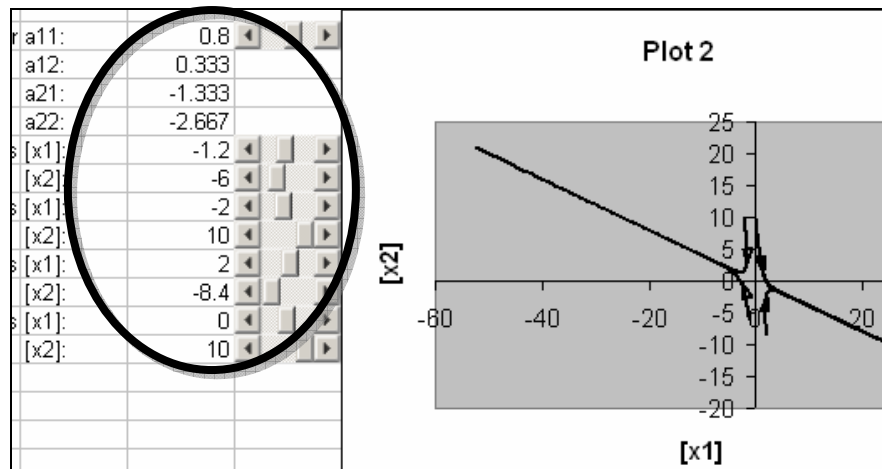 r a11: 0.8
a12: 0.333
a21: -1.333
a22: -2.667
s [x1]: -1.2
[x2]: -6
s [x1]: -2
[x2]: 10
s [x1]: 2
[x2]: -8.4
s [x1]: 0
[x2]: 10
Plot 2
[x2]
25
20
15
10
5
0
-5
-10
-15
-20
-60 -40 -20 0 20
[x1]